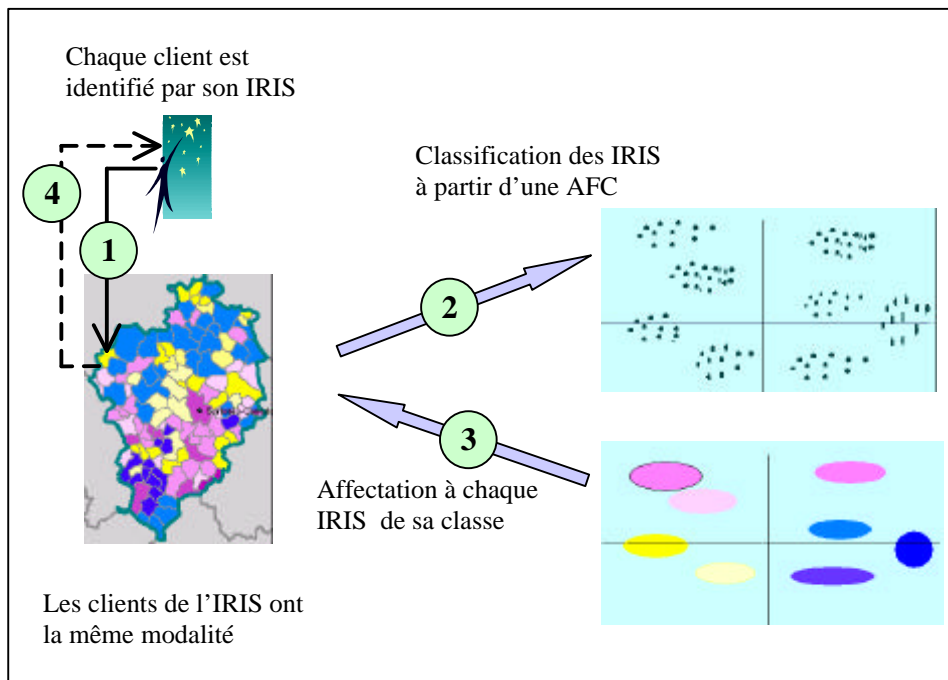 Chaque client est
identifié par son IRIS
Classification des IRIS
à partir d'une AFC
4
1
2
3
Affectation à chaque
IRIS de sa classe
Les clients de l'IRIS ont
la même modalité